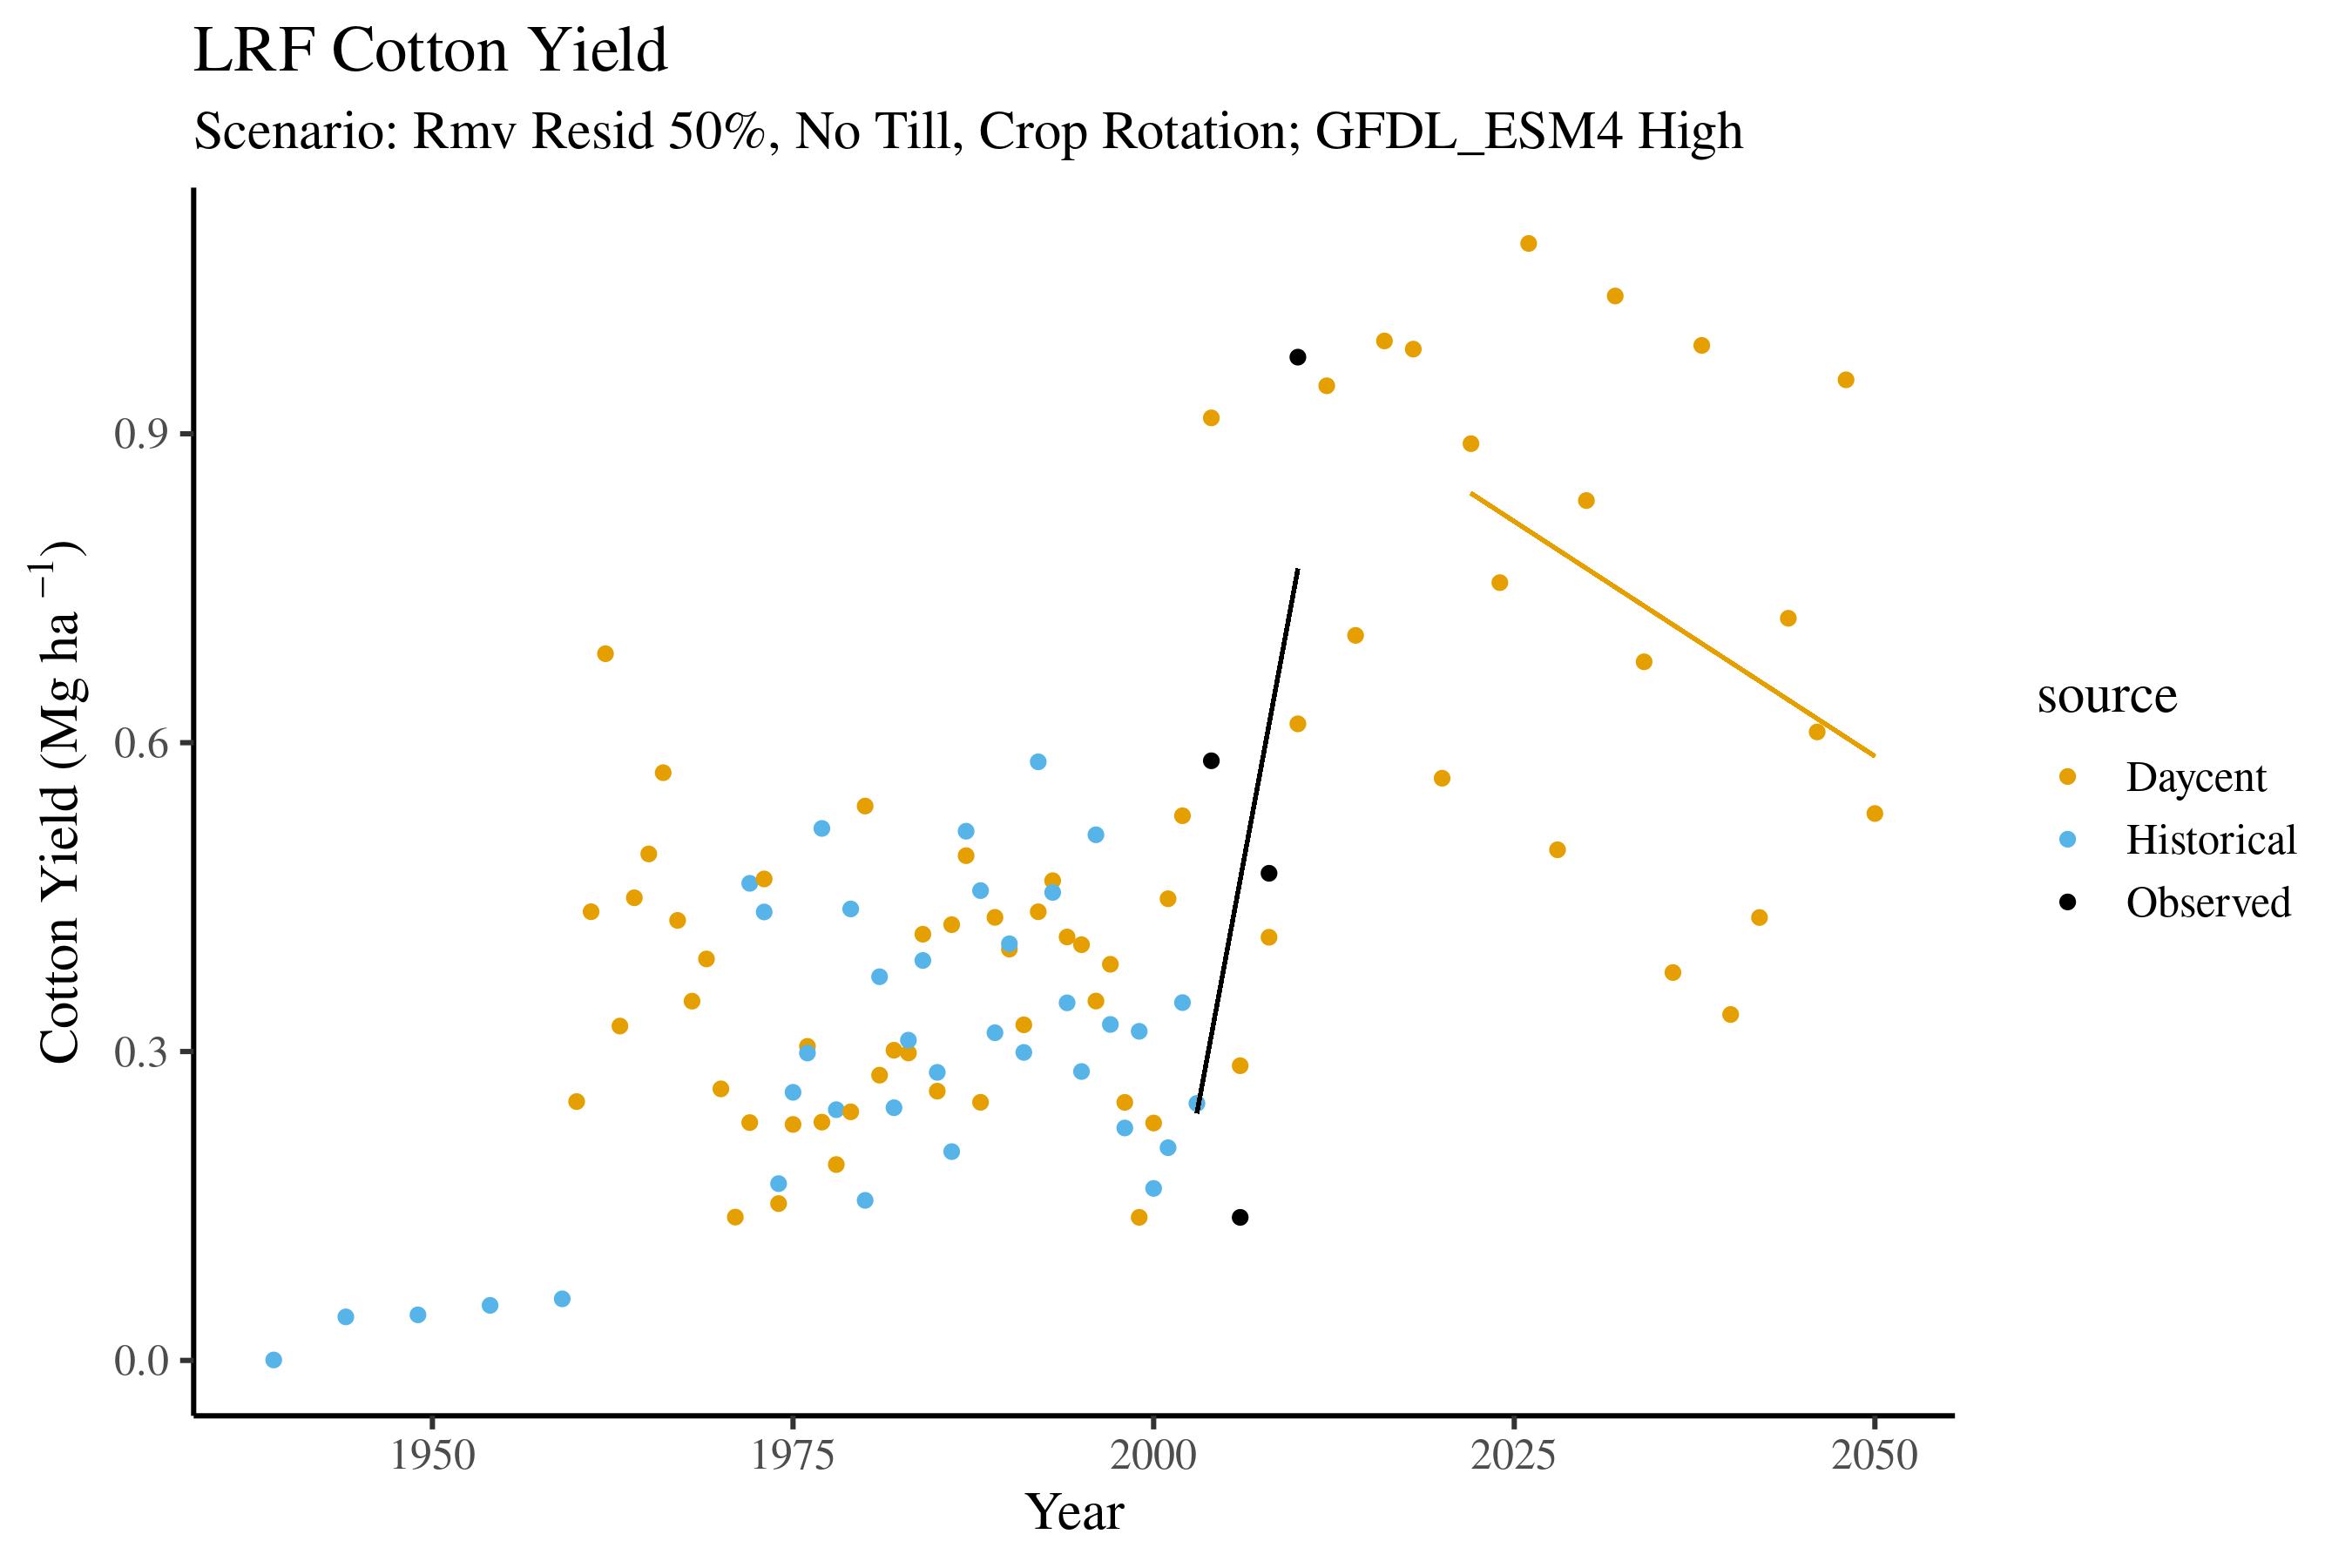 LRF Cotton Yield
Scenario: Rmv Resid 50%, No Till, Crop Rotation; GFDL_ESM4 High
Cotton Yield (Mg ha −1)
0.9
0.6
0.3
0.0
1950 1975 2000 2025 2050
Year
source
Daycent
Historical
Observed